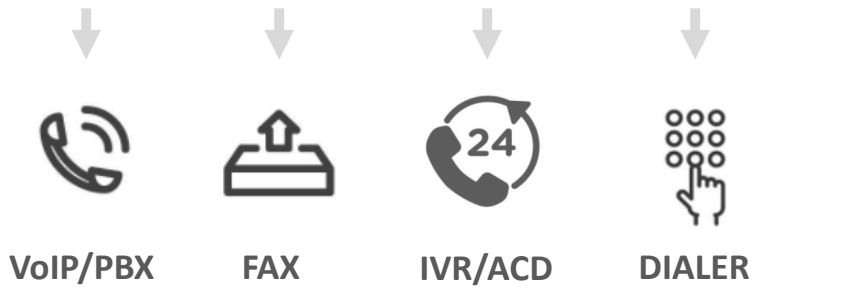 24
VoIP/PBX
FAX
IVR/ACD
DIALER